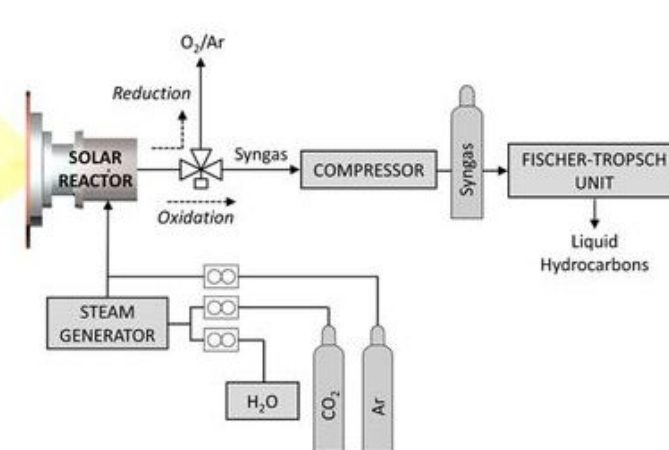 O₂/Ar
Reduction
SOLAR
REACTOR
Syngas
Oxidation
COMPRESSOR
Syngas
FISCHER-TROPSCH
UNIT
Liquid
Hydrocarbons
STEAM
GENERATOR
H₂O
CO₂
Ar